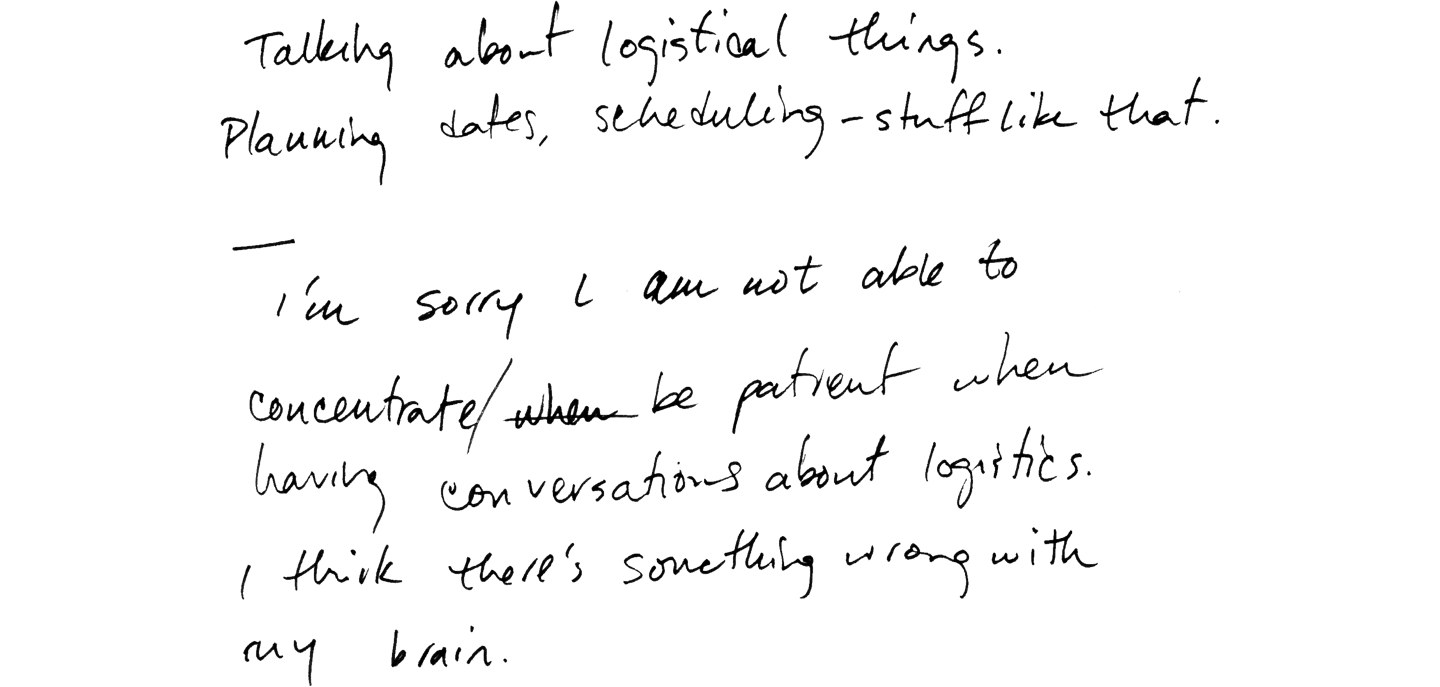 Talking about logistical things.
Planning dates, scheduling - stuff like that.
—
I'm sorry I am not able to
concentrate/ when be patient when
having conversations about logistics.
I think there's something wrong with
my brain.